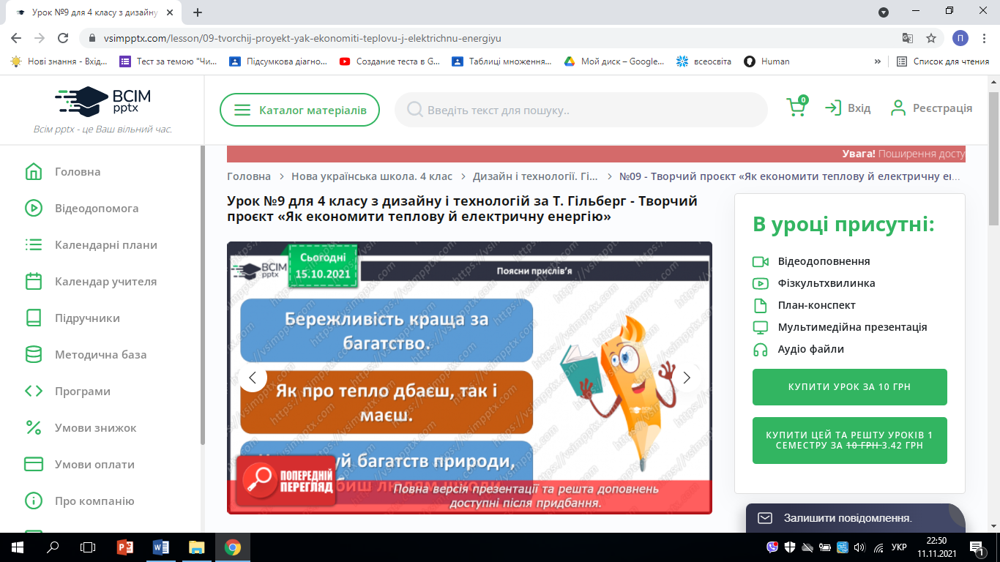 Урок №9 для 4 класу з дизайну
vsimpptx.com/lesson/09-tvorchij-proyekt-yak-ekonomiti-teplovu-j-elektrichnu-energiyu
П
Нові знання - Вхід...
Тест за темою "Чи...
Підсумкова діагно...
Создание теста в G...
Таблиці множення...
Мой диск – Google...
всеосвіта
Human
»
Список для чтения
ВСІМ
pptx
Всім pptx - це Ваш вільний час.
Каталог матеріалів
Введіть текст для пошуку..
0
Вхід
Реєстрація
Головна
Відеодопомога
Календарні плани
Календар учителя
Підручники
Методична база
Програми
Умови знижок
Умови оплати
Про компанію
Увага! Поширення досту
Головна > Нова українська школа. 4 клас > Дизайн і технології. Гі... > №09 - Творчий проєкт «Як економити теплову й електричну ен...
Урок №9 для 4 класу з дизайну і технологій за Т. Гільберг - Творчий
проєкт «Як економити теплову й електричну енергію»
ВСІМ
pptx
Сьогодні
15.10.2021
Поясни прислів’я
Бережливість краща за
багатство.
Як про тепло дбаєш, так і
маєш.
уй багатств природи,
биш людям шкоди
ПОПЕРЕДНІЙ
ПЕРЕГЛЯД
Повна версія презентації та решта доповнень
доступні після придбання.
https://vsimpptx.com
В уроці присутні:
Відеодоповнення
Фізкультхвилинка
План-конспект
Мультимедійна презентація
Аудіо файли
КУПИТИ УРОК ЗА 10 ГРН
КУПИТИ ЦЕЙ ТА РЕШТУ УРОКІВ 1
СЕМЕСТРУ ЗА 10 ГРН 3.42 ГРН
Залишити повідомлення.
УКР
22:50
11.11.2021
1